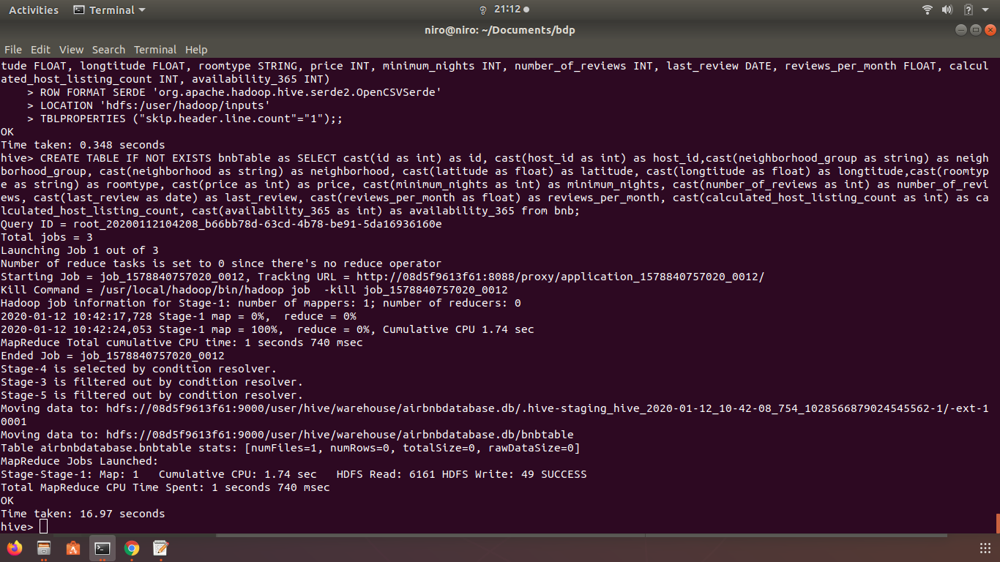 Activities Terminal 21:12
niro@niro: ~/Documents/bdp
File Edit View Search Terminal Help
tude FLOAT, longtitude FLOAT, roomtype STRING, price INT, minimum_nights INT, number_of_reviews INT, last_review DATE, reviews_per_month FLOAT, calcul
ated_host_listing_count INT, availability_365 INT)
    > ROW FORMAT SERDE 'org.apache.hadoop.hive.serde2.OpenCSVSerde'
    > LOCATION 'hdfs:/user/hadoop/inputs'
    > TBLPROPERTIES ("skip.header.line.count"="1");;
OK
Time taken: 0.348 seconds
hive> CREATE TABLE IF NOT EXISTS bnbTable as SELECT cast(id as int) as id, cast(host_id as int) as host_id,cast(neighborhood_group as string) as neigh
borhood_group, cast(neighborhood as string) as neighborhood, cast(latitude as float) as latitude, cast(longtitude as float) as longtitude,cast(roomtyp
e as string) as roomtype, cast(price as int) as price, cast(minimum_nights as int) as minimum_nights, cast(number_of_reviews as int) as number_of_revi
ews, cast(last_review as date) as last_review, cast(reviews_per_month as float) as reviews_per_month, cast(calculated_host_listing_count as int) as ca
lculated_host_listing_count, cast(availability_365 as int) as availability_365 from bnb;
Query ID = root_20200112104208_b66bb78d-63cd-4b78-be91-5da16936160e
Total jobs = 3
Launching Job 1 out of 3
Number of reduce tasks is set to 0 since there's no reduce operator
Starting Job = job_1578840757020_0012, Tracking URL = http://08d5f9613f61:8088/proxy/application_1578840757020_0012/
Kill Command = /usr/local/hadoop/bin/hadoop job  -kill job_1578840757020_0012
Hadoop job information for Stage-1: number of mappers: 1; number of reducers: 0
2020-01-12 10:42:17,728 Stage-1 map = 0%,  reduce = 0%
2020-01-12 10:42:24,053 Stage-1 map = 100%,  reduce = 0%, Cumulative CPU 1.74 sec
MapReduce Total cumulative CPU time: 1 seconds 740 msec
Ended Job = job_1578840757020_0012
Stage-4 is selected by condition resolver.
Stage-3 is filtered out by condition resolver.
Stage-5 is filtered out by condition resolver.
Moving data to: hdfs://08d5f9613f61:9000/user/hive/warehouse/airbnbdatabase.db/.hive-staging_hive_2020-01-12_10-42-08_754_1028566879024545562-1/-ext-1
0001
Moving data to: hdfs://08d5f9613f61:9000/user/hive/warehouse/airbnbdatabase.db/bnbtable
Table airbnbdatabase.bnbtable stats: [numFiles=1, numRows=0, totalSize=0, rawDataSize=0]
MapReduce Jobs Launched:
Stage-Stage-1: Map: 1   Cumulative CPU: 1.74 sec   HDFS Read: 6161 HDFS Write: 49 SUCCESS
Total MapReduce CPU Time Spent: 1 seconds 740 msec
OK
Time taken: 16.97 seconds
hive>